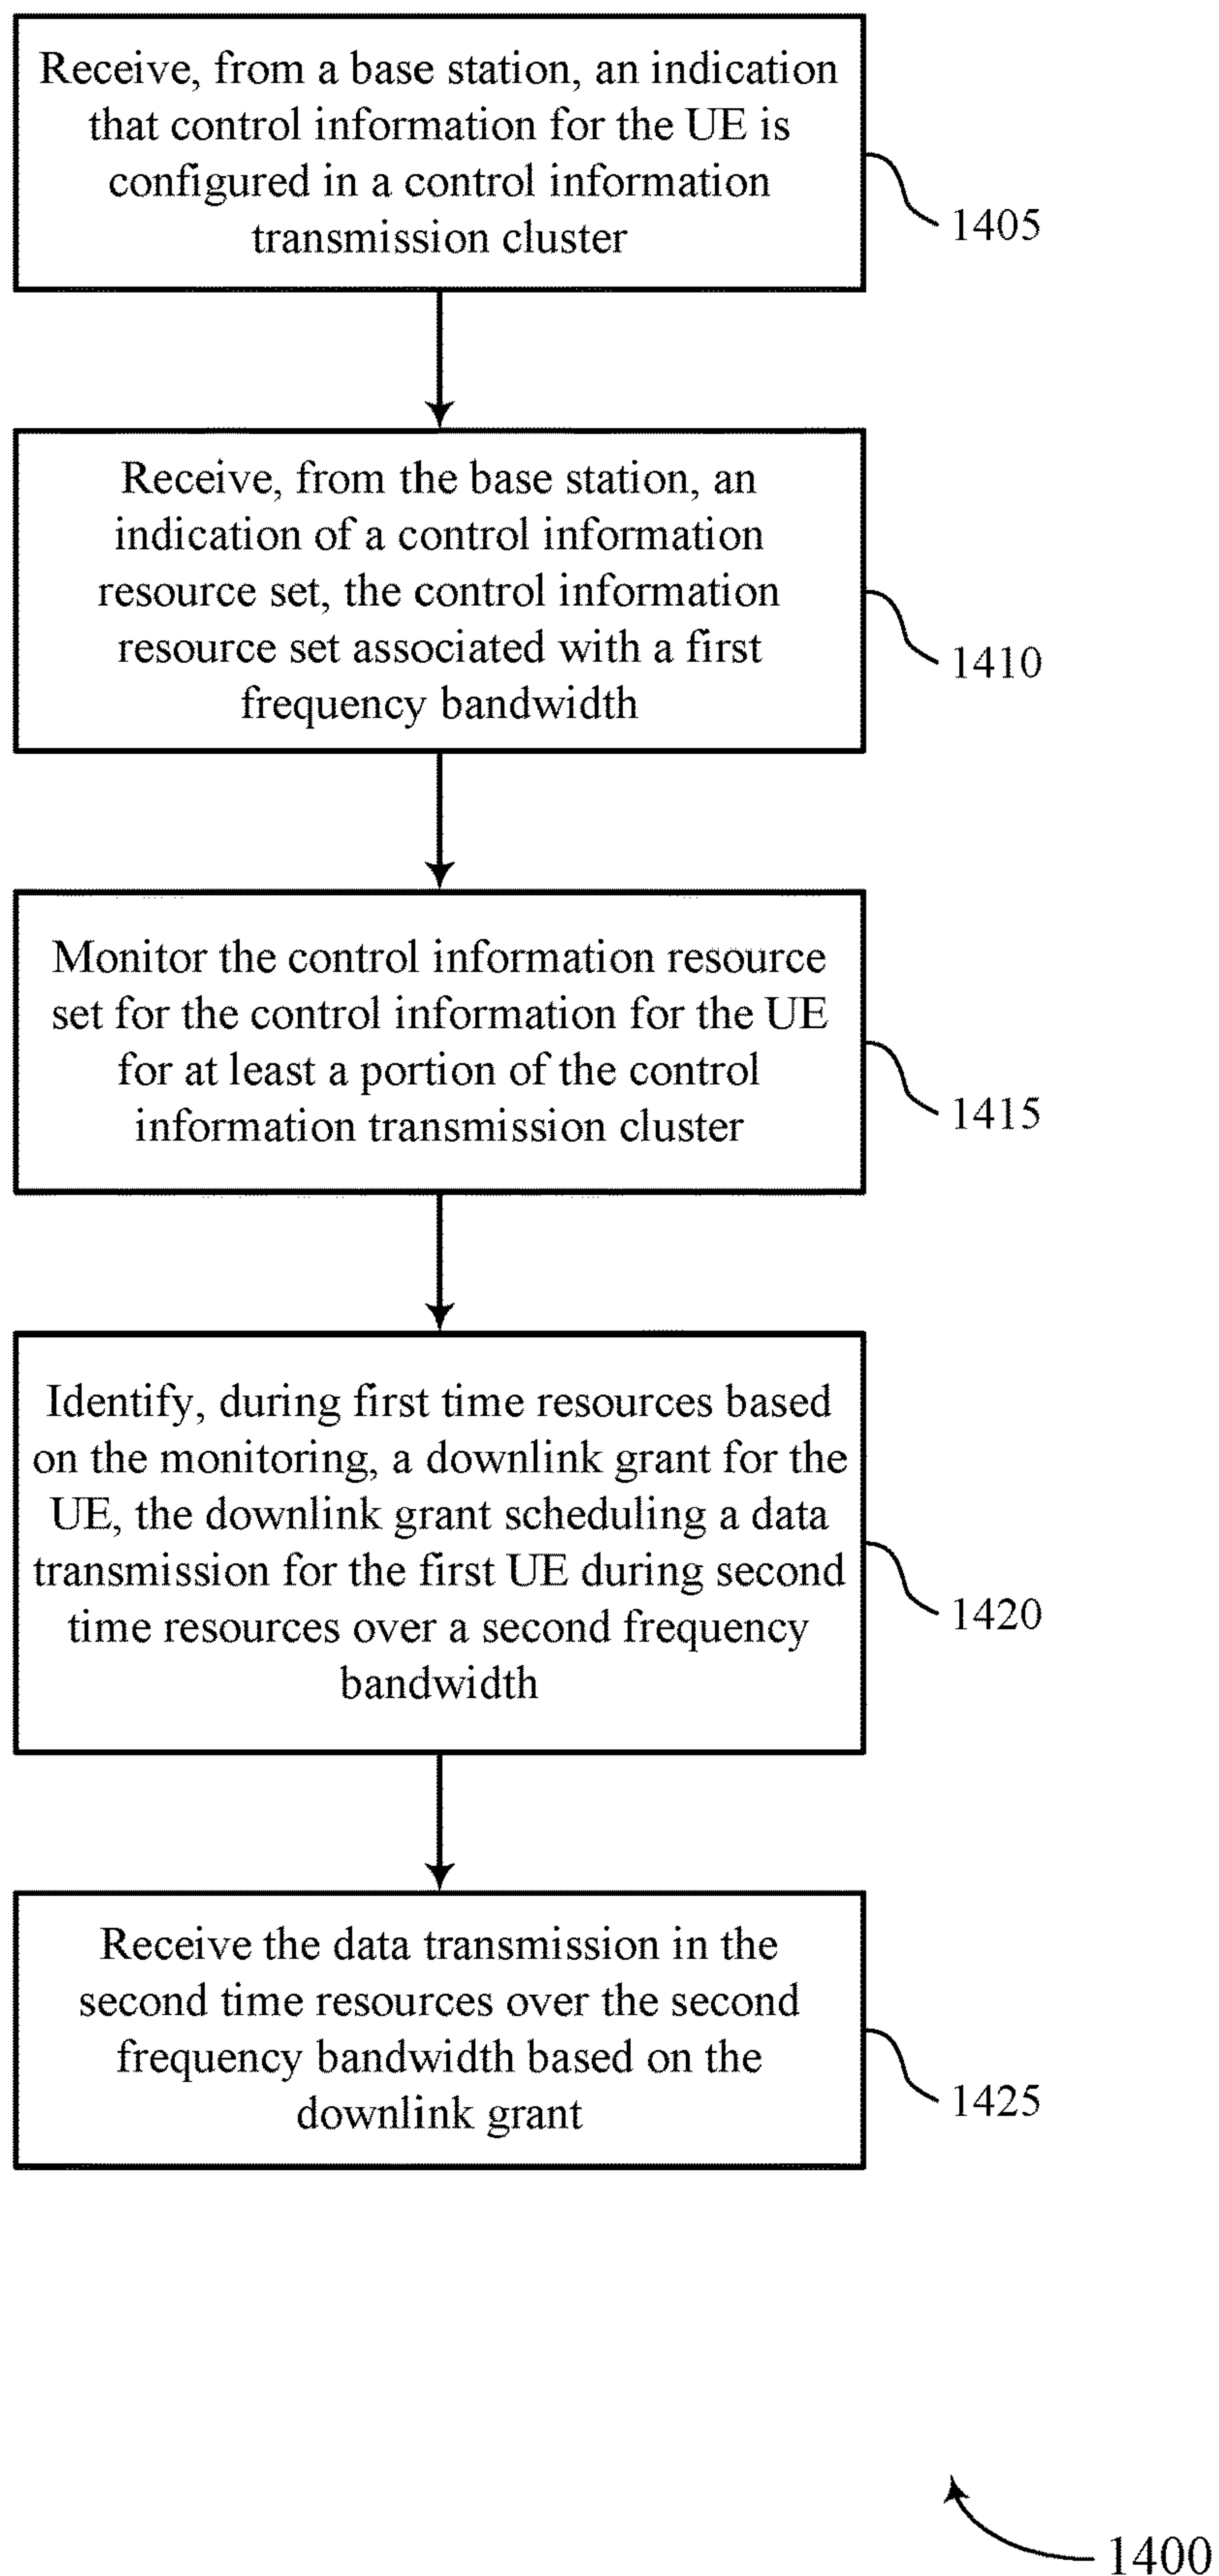 Receive, from a base station, an indication
that control information for the UE is
configured in a control information
transmission cluster
1405
Receive, from the base station, an
indication of a control information
resource set, the control information
resource set associated with a first
frequency bandwidth
1410
Monitor the control information resource
set for the control information for the UE
for at least a portion of the control
information transmission cluster
1415
Identify, during first time resources based
on the monitoring, a downlink grant for the
UE, the downlink grant scheduling a data
transmission for the first UE during second
time resources over a second frequency
bandwidth
1420
Receive the data transmission in the
second time resources over the second
frequency bandwidth based on the
downlink grant
1425
1400